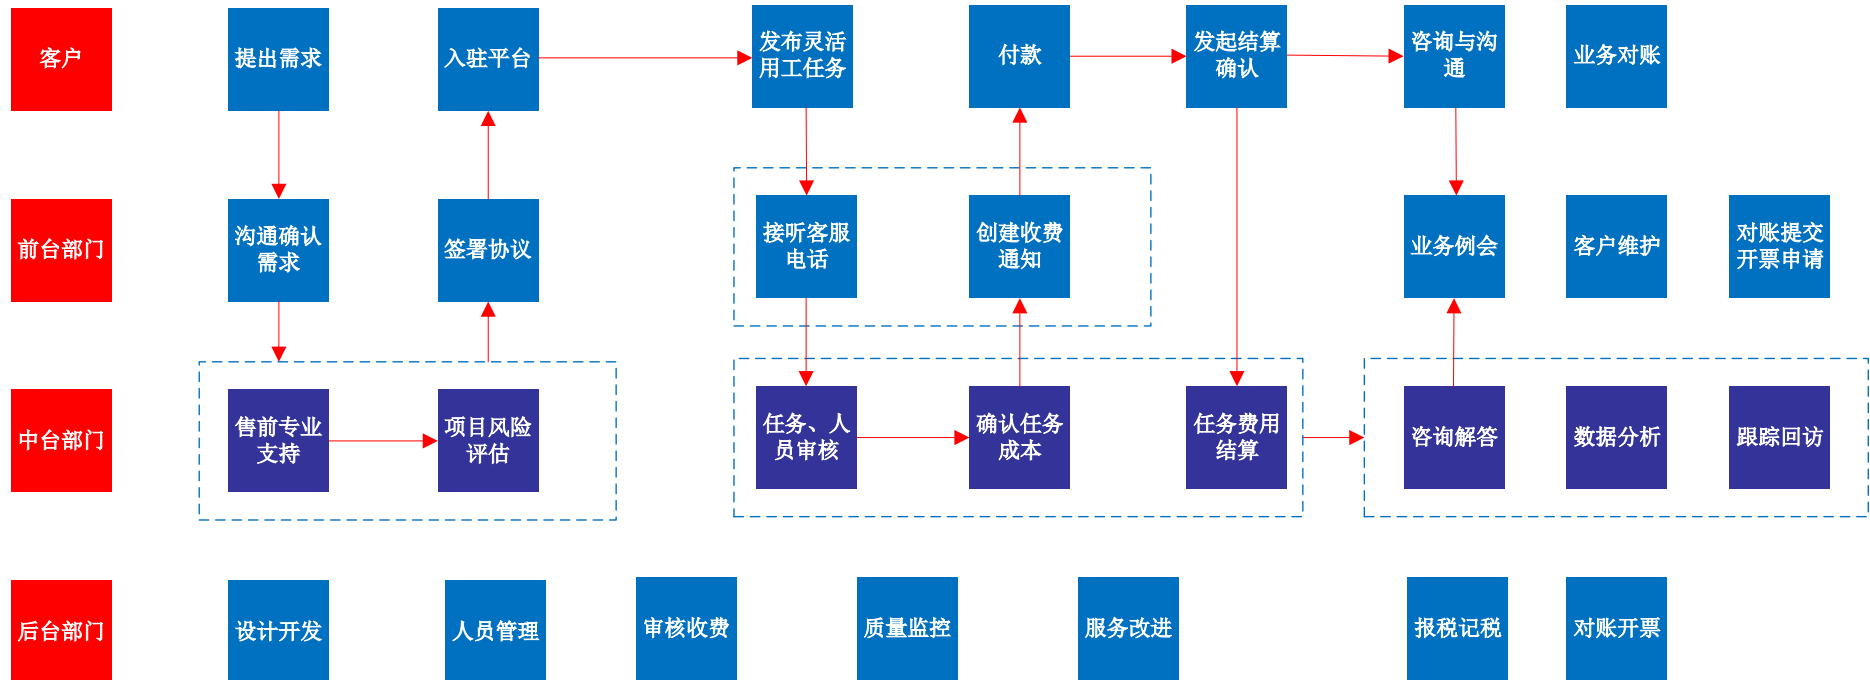 客户
提出需求
入驻平台
发布灵活
用工任务
付款
发起结算
确认
咨询与沟
通
业务对账
前台部门
沟通确认
需求
签署协议
接听客服
电话
创建收费
通知
业务例会
客户维护
对账提交
开票申请
中台部门
售前专业
支持
项目风险
评估
任务、人
员审核
确认任务
成本
任务费用
结算
咨询解答
数据分析
跟踪回访
后台部门
设计开发
人员管理
审核收费
质量监控
服务改进
报税记税
对账开票